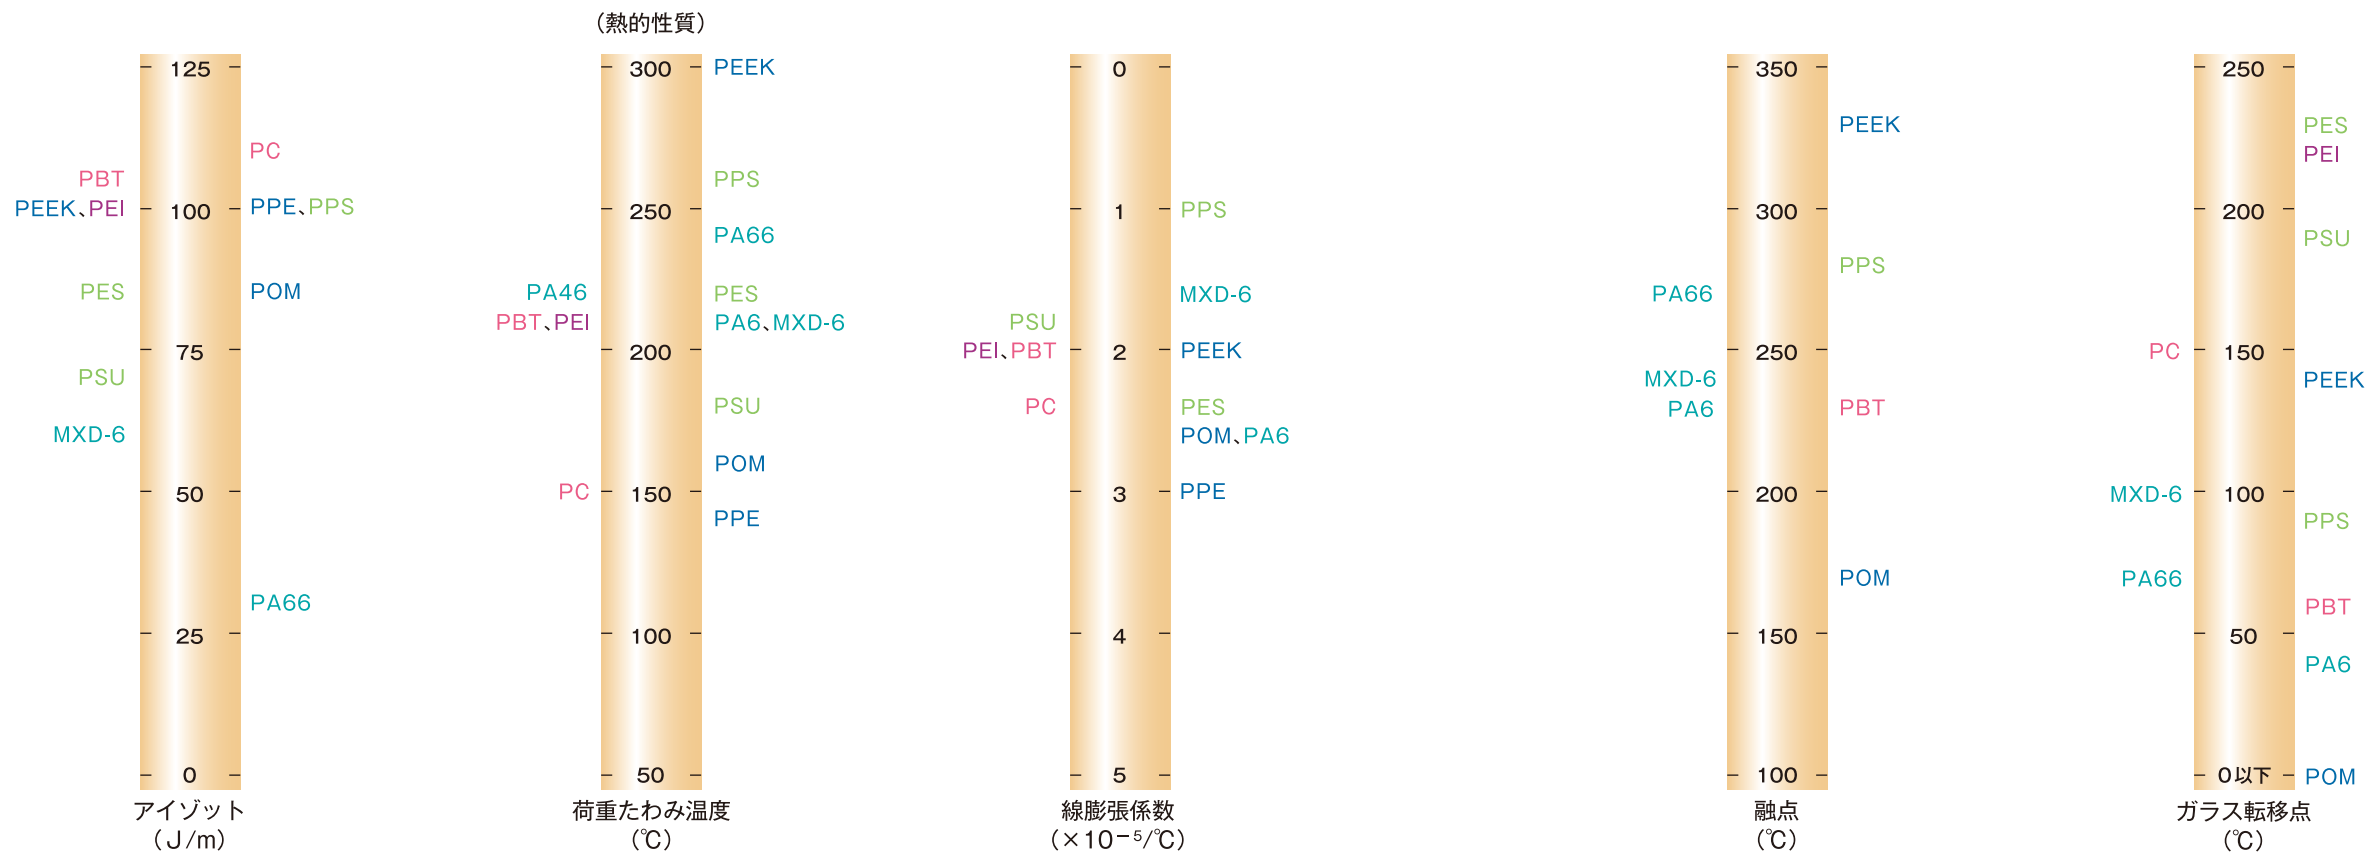 （熱的性質）
125
PC
PBT
PEEK、PEI
100
PPE、PPS
PES
POM
75
PSU
MXD-6
50
PA66
25
0
アイゾット
（J/m）
300
PEEK
PPS
250
PA66
PA46
PES
PBT、PEI
PA6、MXD-6
200
PSU
POM
PC
150
PPE
100
50
荷重たわみ温度
（℃）
0
1
PPS
MXD-6
PSU
PEI、PBT
2
PEEK
PC
PES
POM、PA6
3
PPE
4
5
線膨張係数
（×10⁻⁵/℃）
350
PEEK
300
PPS
PA66
250
MXD-6
PA6
PBT
200
POM
150
100
融点
（℃）
250
PES
PEI
200
PSU
PC
150
PEEK
MXD-6
100
PPS
PA66
PBT
50
PA6
0以下
POM
ガラス転移点
（℃）